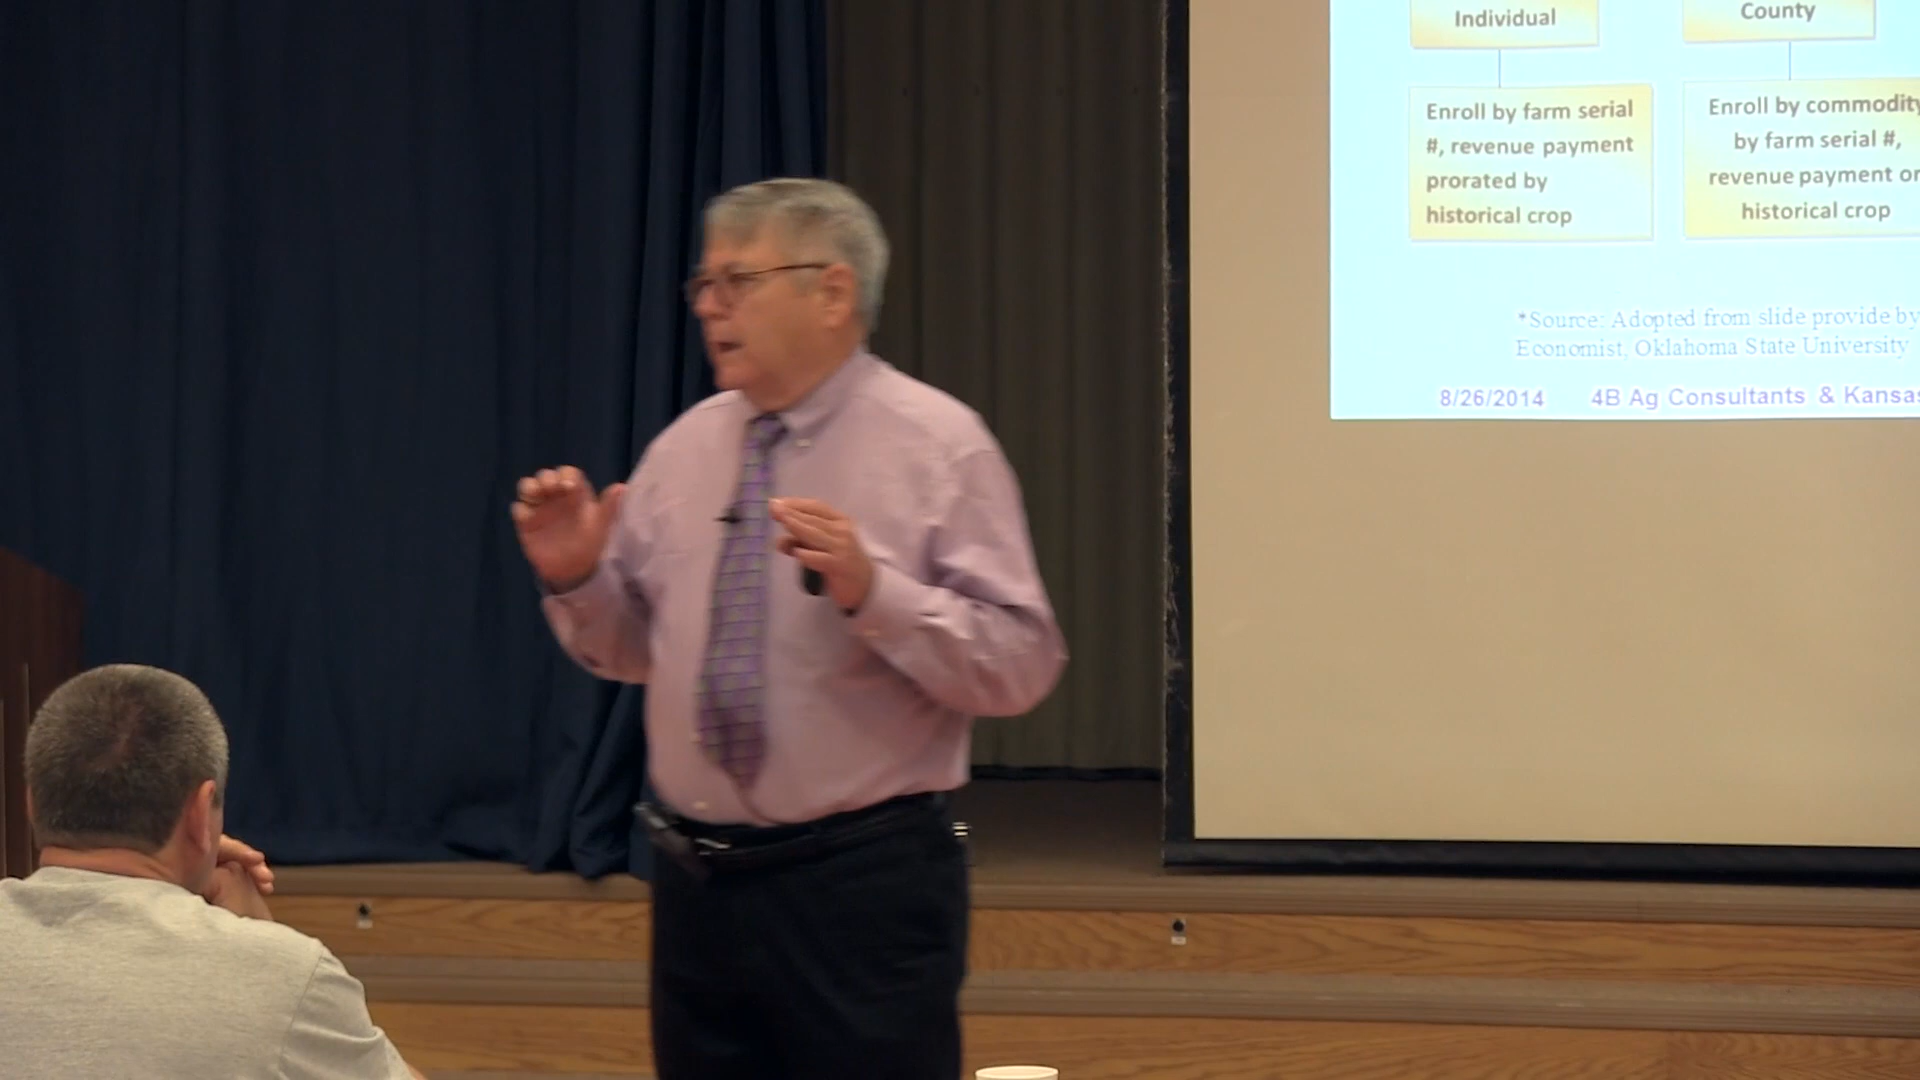 Individual
County
Enroll by farm serial
#, revenue payment
prorated by
historical crop
Enroll by commodity
by farm serial #,
revenue payment on
historical crop
*Source: Adopted from slide provide by
Economist, Oklahoma State University
8/26/2014
4B Ag Consultants & Kansas